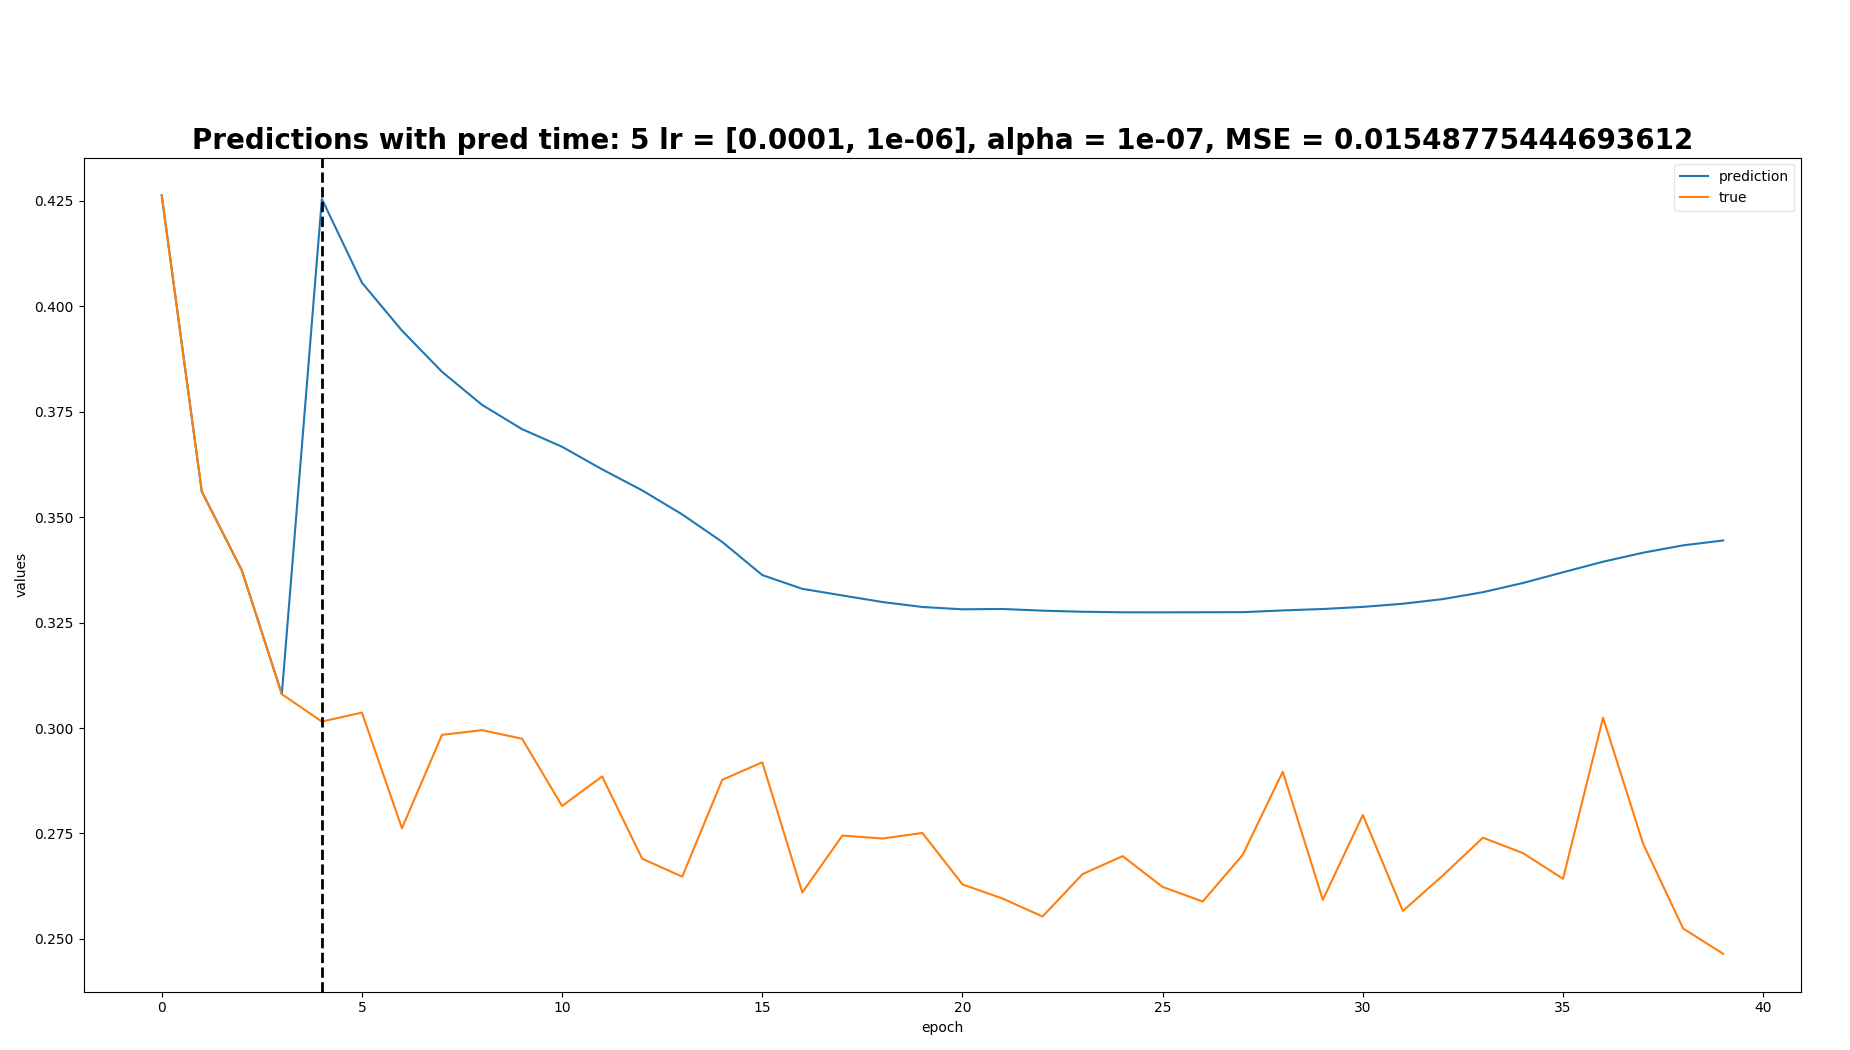 Predictions with pred time: 5 lr = [0.0001, 1e-06], alpha = 1e-07, MSE = 0.01548775444693612
prediction
true
0.425
0.400
0.375
0.350
0.325
0.300
0.275
0.250
values
0 5 10 15 20 25 30 35 40
epoch